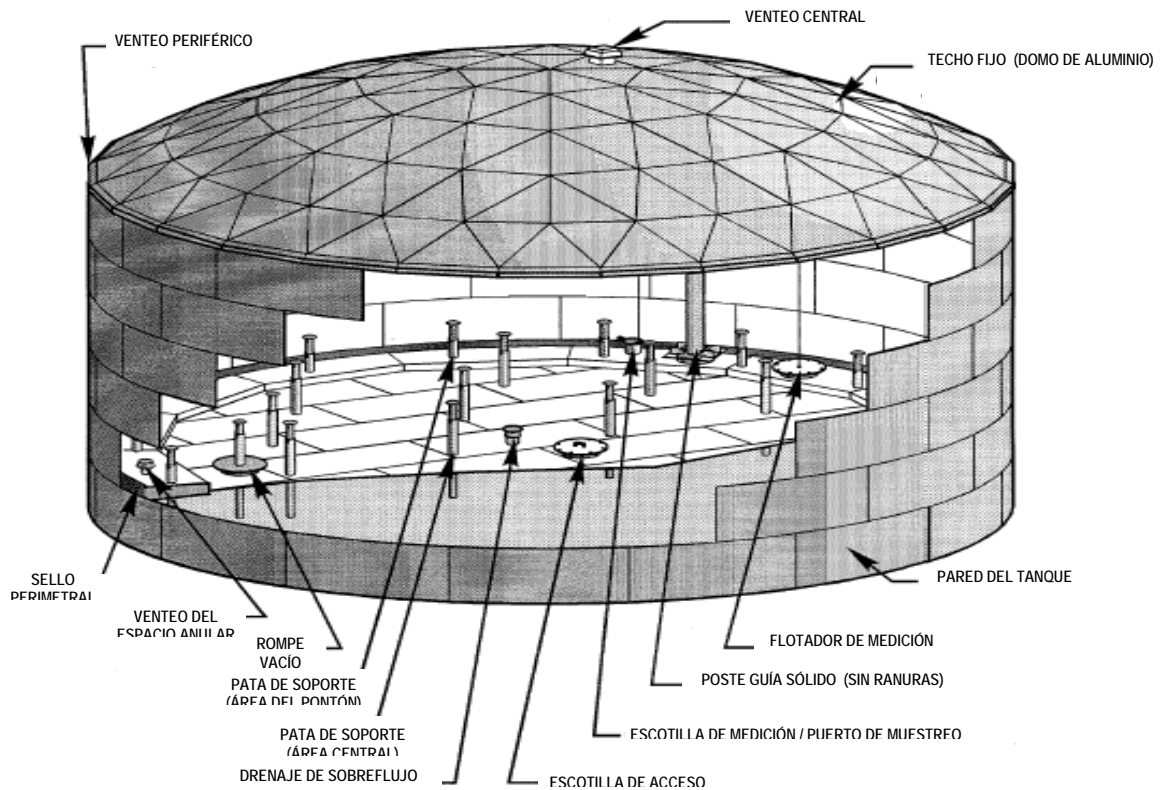 VENTEO CENTRAL
VENTEO PERIFÉRICO
TECHO FIJO (DOMO DE ALUMINIO)
SELLO
PERIMETRAL
VENTEO DEL
ESPACIO ANULAR
ROMPE
VACÍO
PATA DE SOPORTE
(ÁREA DEL PONTÓN)
PATA DE SOPORTE
(ÁREA CENTRAL)
DRENAJE DE SOBREFLUJO
ESCOTILLA DE ACCESO
ESCOTILLA DE MEDICIÓN / PUERTO DE MUESTREO
POSTE GUÍA SÓLIDO (SIN RANURAS)
FLOTADOR DE MEDICIÓN
PARED DEL TANQUE